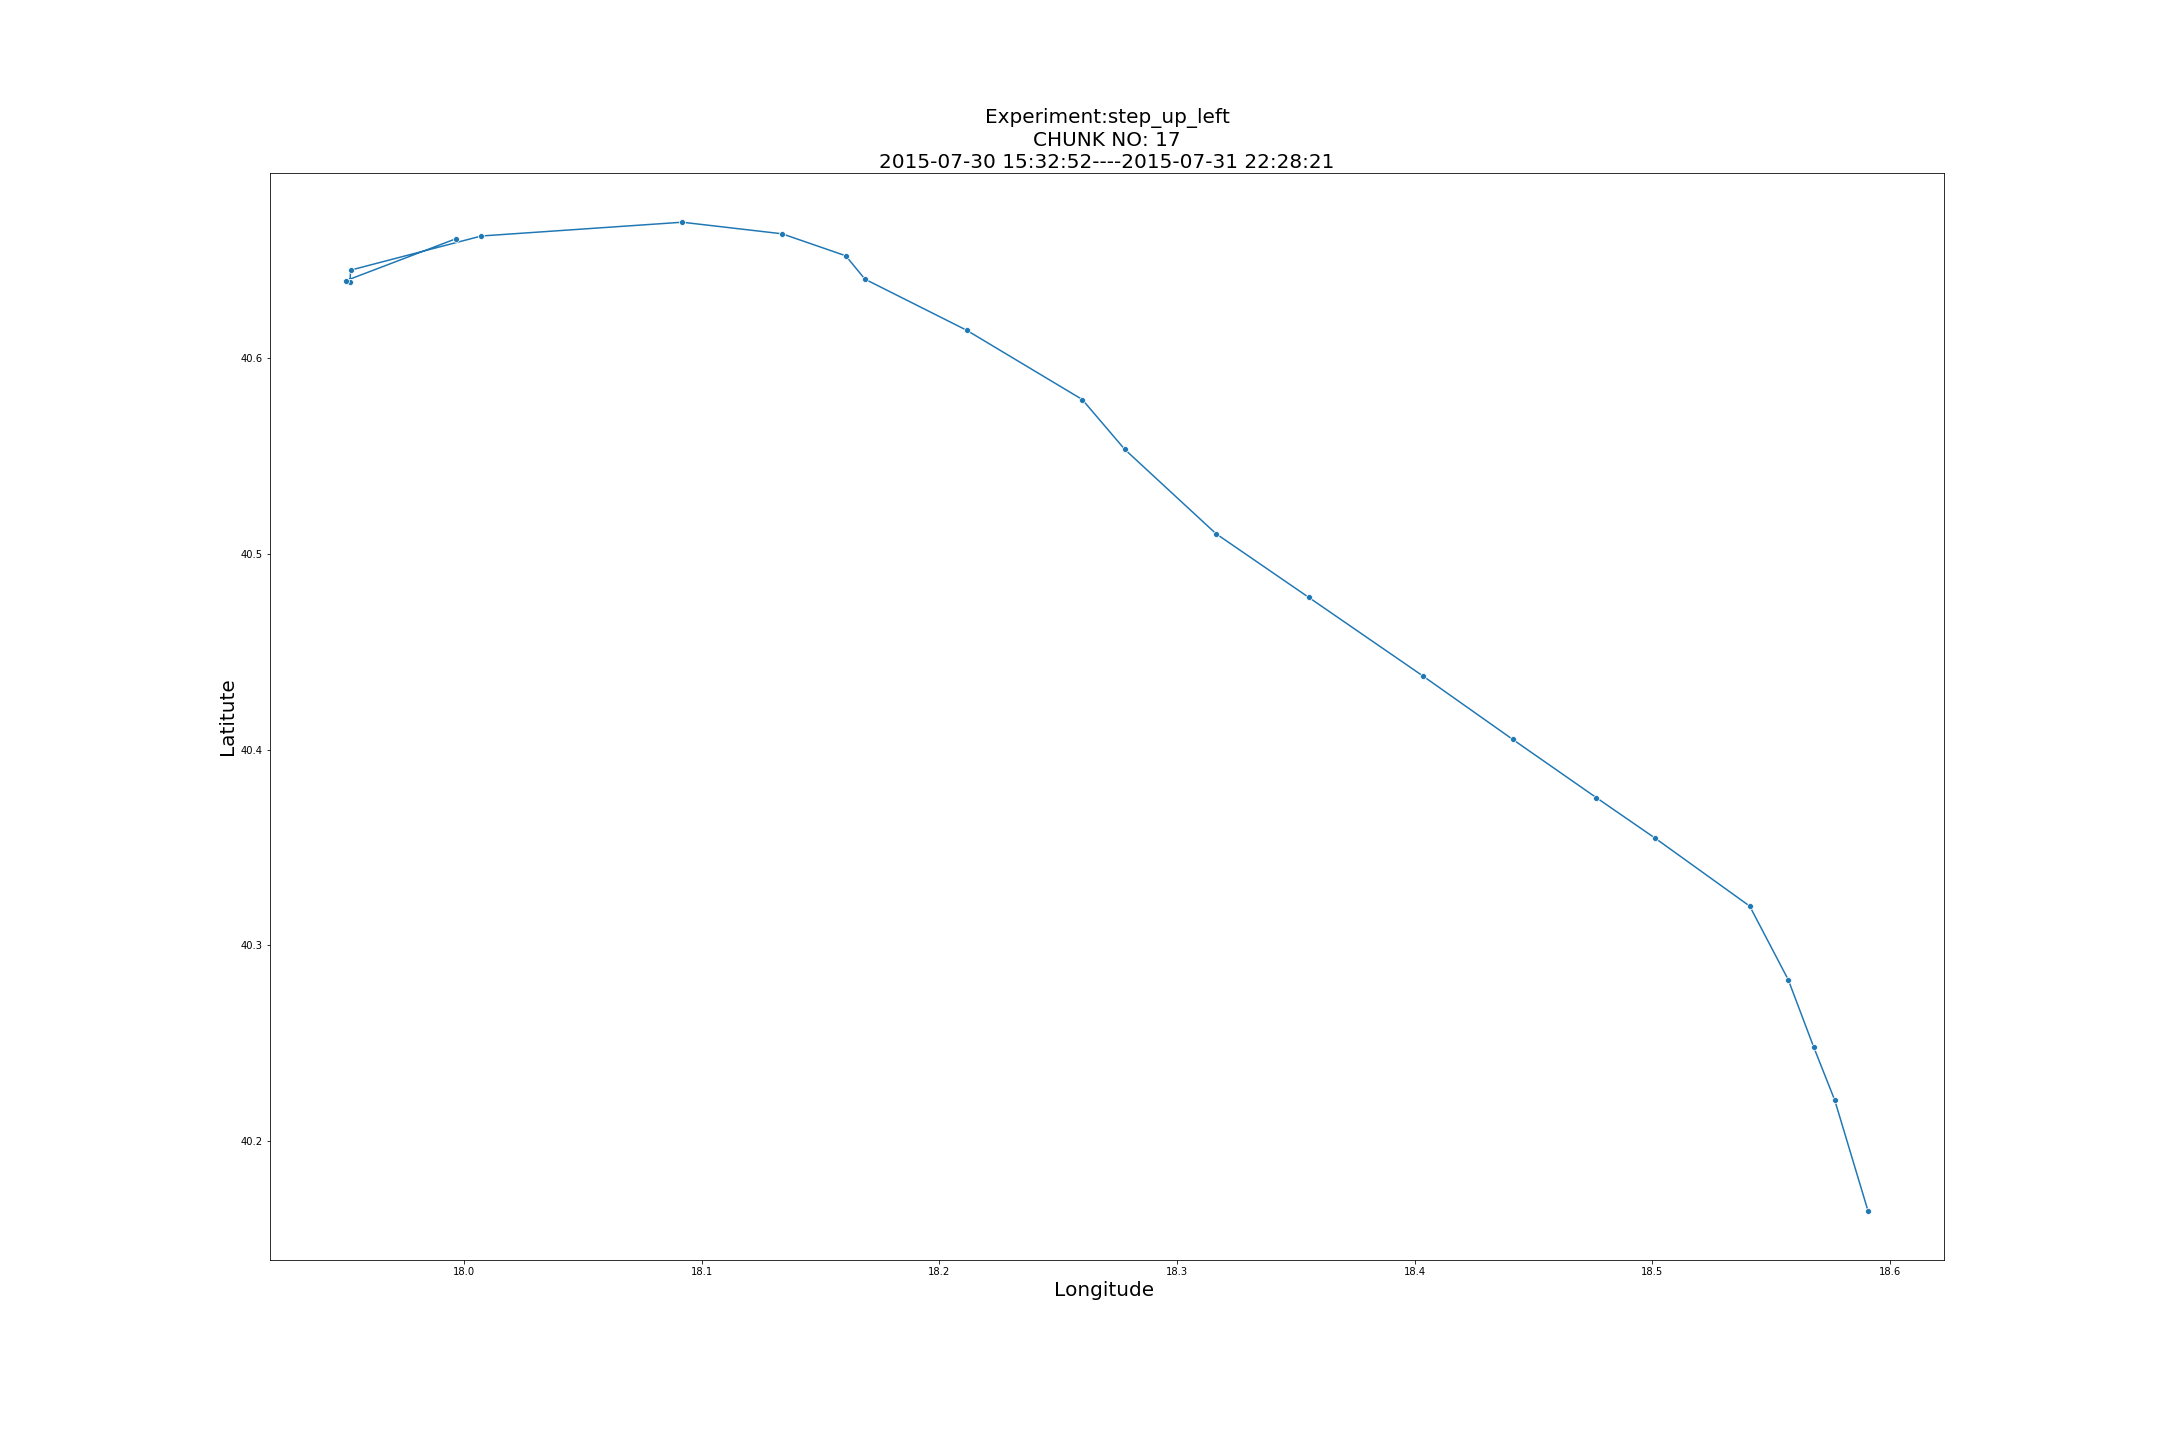 Experiment:step_up_left
CHUNK NO: 17
2015-07-30 15:32:52----2015-07-31 22:28:21
40.6
40.5
40.4
40.3
40.2
Latitute
18.0 18.1 18.2 18.3 18.4 18.5 18.6
Longitude